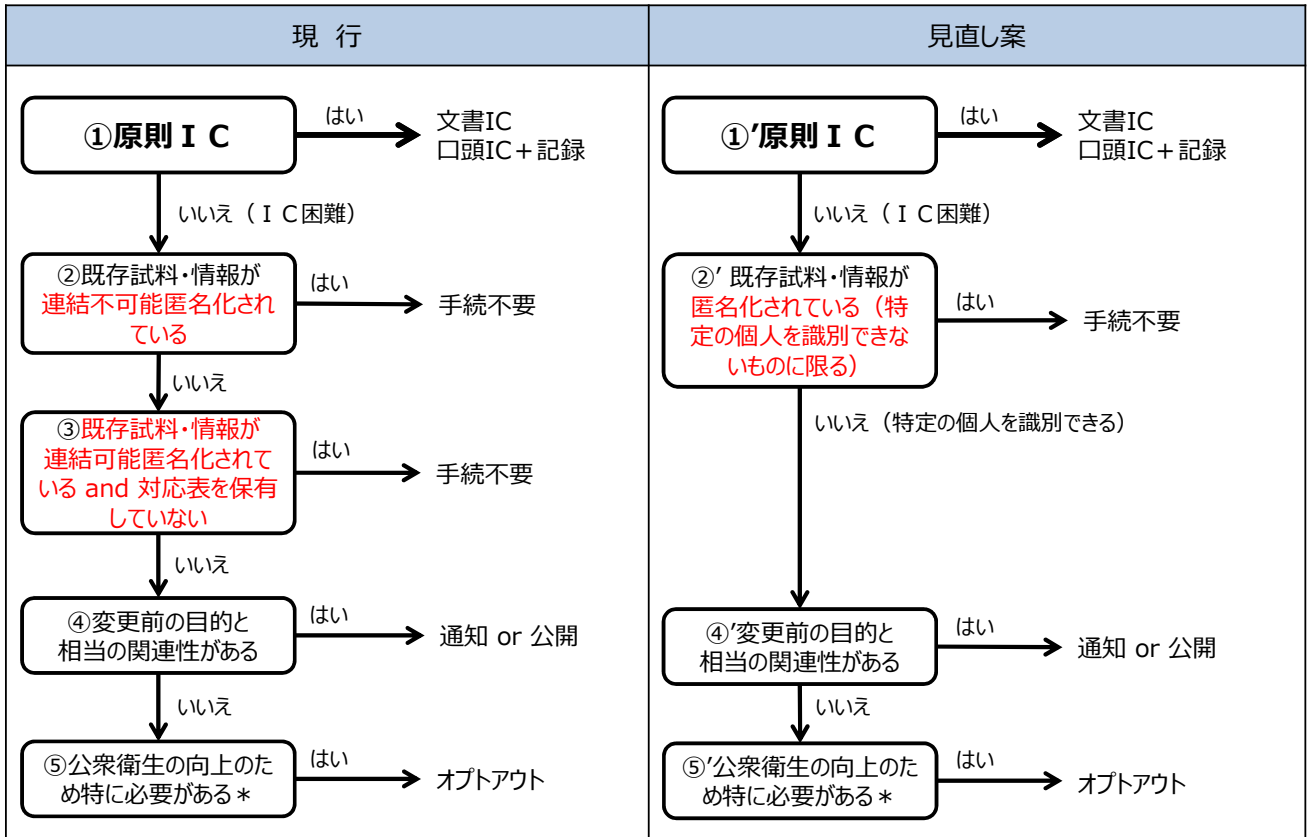 現 行
①原則ＩＣ
はい
文書IC
口頭IC＋記録
いいえ（ＩＣ困難）
②既存試料・情報が
連結不可能匿名化され
ている
はい
手続不要
いいえ
③既存試料・情報が
連結可能匿名化されて
いる and 対応表を保有
していない
はい
手続不要
いいえ
④変更前の目的と
相当の関連性がある
はい
通知 or 公開
いいえ
⑤公衆衛生の向上のた
め特に必要がある＊
はい
オプトアウト
見直し案
①′原則ＩＣ
はい
文書IC
口頭IC＋記録
いいえ（ＩＣ困難）
②′ 既存試料・情報が
匿名化されている（特
定の個人を識別できな
いものに限る）
はい
手続不要
いいえ（特定の個人を識別できる）
④′変更前の目的と
相当の関連性がある
はい
通知 or 公開
いいえ
⑤′公衆衛生の向上のた
め特に必要がある＊
はい
オプトアウト